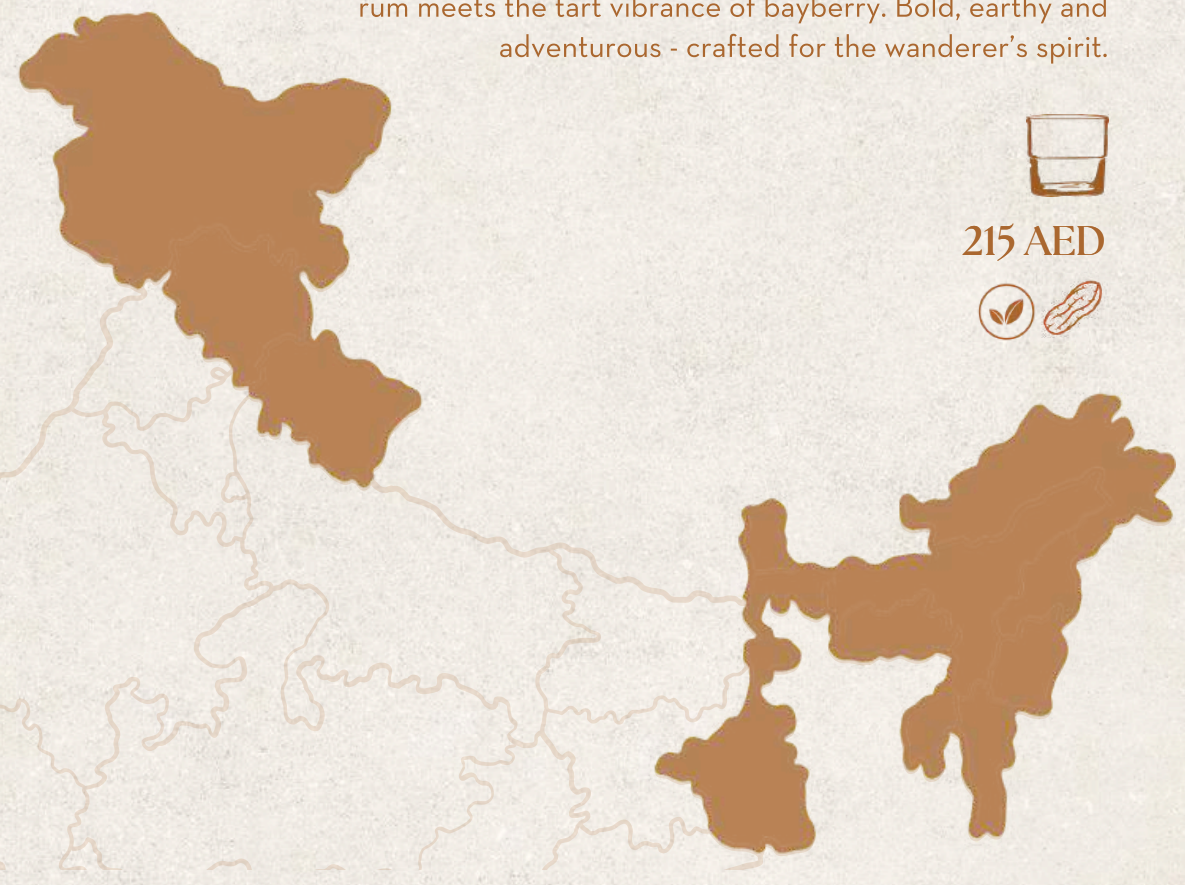 rum meets the tart vibrance of bayberry. Bold, earthy and
adventurous - crafted for the wanderer’s spirit.
215 AED